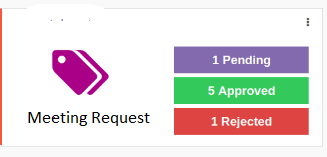 1 Pending
5 Approved
Meeting Request
1 Rejected